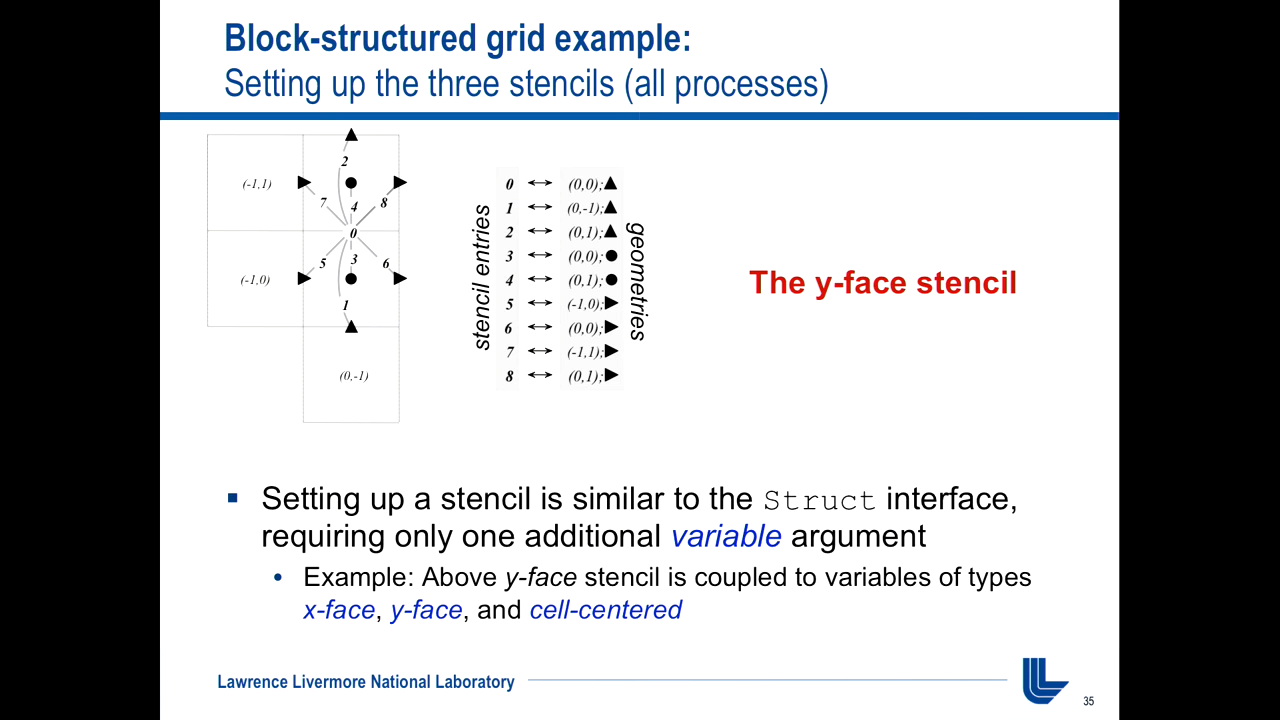 Block-structured grid example:
Setting up the three stencils (all processes)
2
(-1,1)
7 4 8
0
5 3 6
(-1,0)
1
(0,-1)
stencil entries
0 ↔ (0,0);▲
1 ↔ (0,-1);▲
2 ↔ (0,1);▲
3 ↔ (0,0);●
4 ↔ (0,1);●
5 ↔ (-1,0);▶
6 ↔ (0,0);▶
7 ↔ (-1,1);▶
8 ↔ (0,1);▶
geometries
The y-face stencil
▪ Setting up a stencil is similar to the Struct interface,
requiring only one additional variable argument
• Example: Above y-face stencil is coupled to variables of types
x-face, y-face, and cell-centered
Lawrence Livermore National Laboratory
35